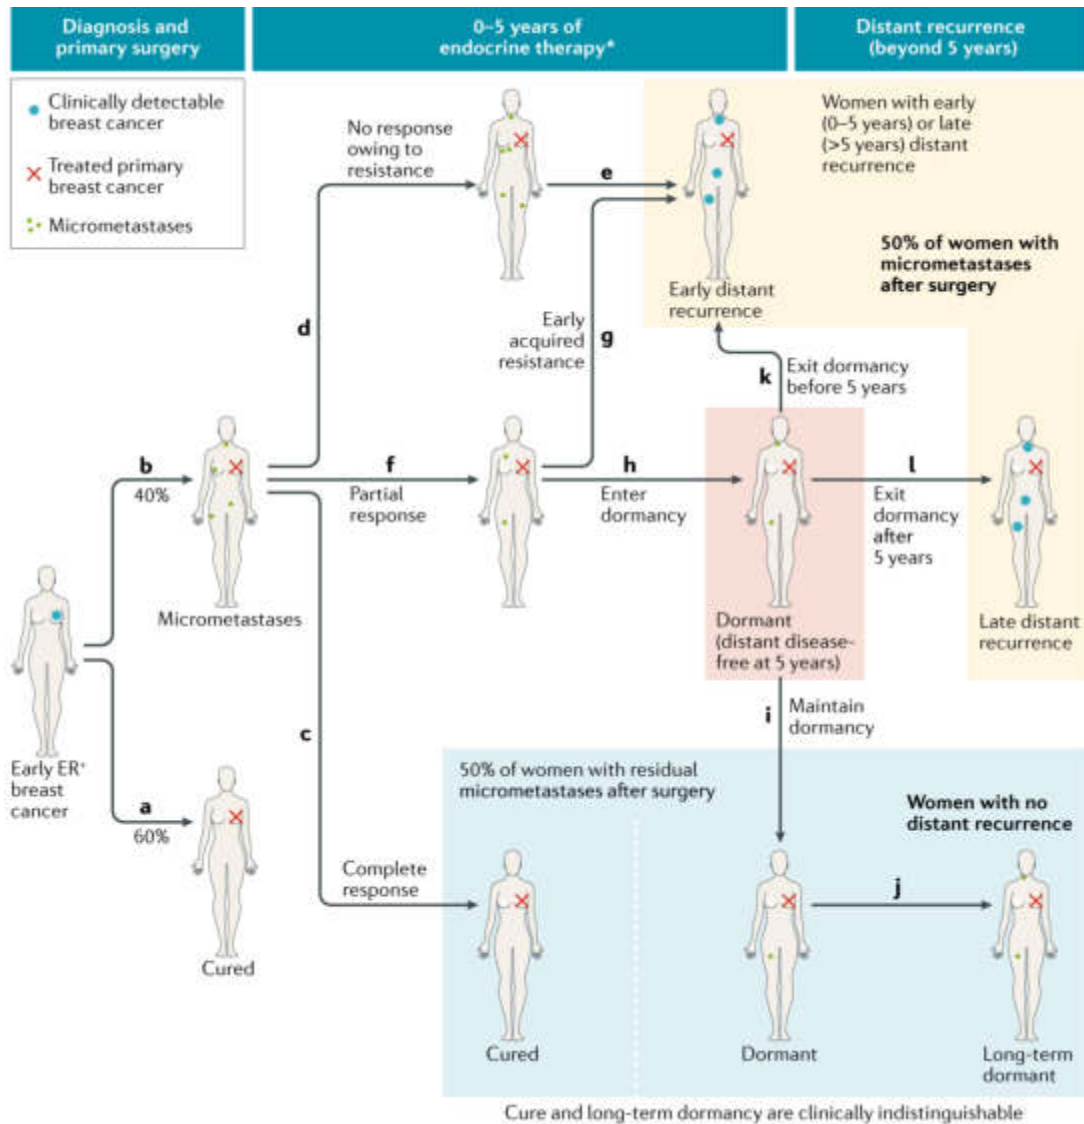 Diagnosis and
primary surgery
0–5 years of
endocrine therapy*
Distant recurrence
(beyond 5 years)
Clinically detectable
breast cancer
Treated primary
breast cancer
Micrometastases
No response
owing to
resistance
e
Women with early
(0–5 years) or late
(>5 years) distant
recurrence
50% of women with
micrometastases
after surgery
Early distant
recurrence
d
Early
acquired
resistance
g
k
Exit dormancy
before 5 years
b
40%
f
Partial
response
h
Enter
dormancy
l
Exit
dormancy
after
5 years
Micrometastases
Dormant
(distant disease-
free at 5 years)
Late distant
recurrence
Early ER+
breast
cancer
a
60%
c
i
Maintain
dormancy
50% of women with residual
micrometastases after surgery
Women with no
distant recurrence
Complete
response
j
Cured
Cured
Dormant
Long-term
dormant
Cure and long-term dormancy are clinically indistinguishable